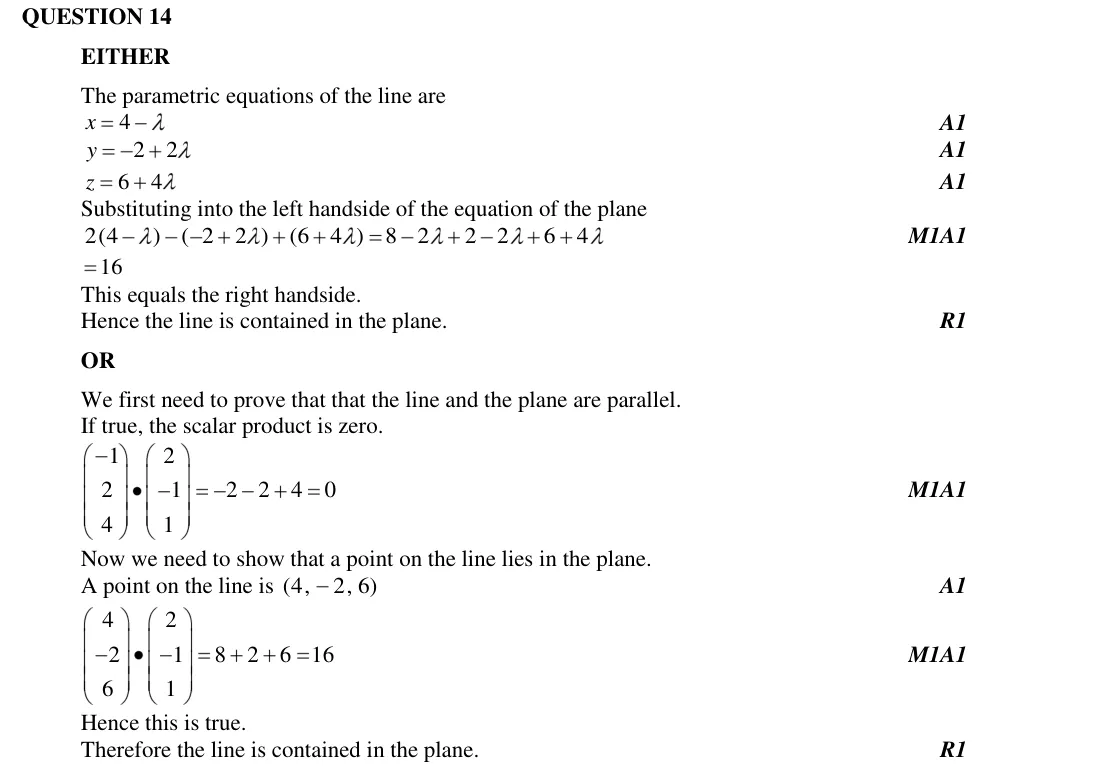 QUESTION 14
EITHER
The parametric equations of the line are
x = 4 − λ A1
y = −2 + 2λ A1
z = 6 + 4λ A1
Substituting into the left handside of the equation of the plane
2(4 − λ) − (−2 + 2λ) + (6 + 4λ) = 8 − 2λ + 2 − 2λ + 6 + 4λ M1A1
= 16
This equals the right handside.
Hence the line is contained in the plane. R1
OR
We first need to prove that that the line and the plane are parallel.
If true, the scalar product is zero.
(−1) (2)
(2) • (−1) = −2 − 2 + 4 = 0 M1A1
(4) (1)
Now we need to show that a point on the line lies in the plane.
A point on the line is (4, − 2, 6) A1
(4) (2)
(−2) • (−1) = 8 + 2 + 6 = 16 M1A1
(6) (1)
Hence this is true.
Therefore the line is contained in the plane. R1